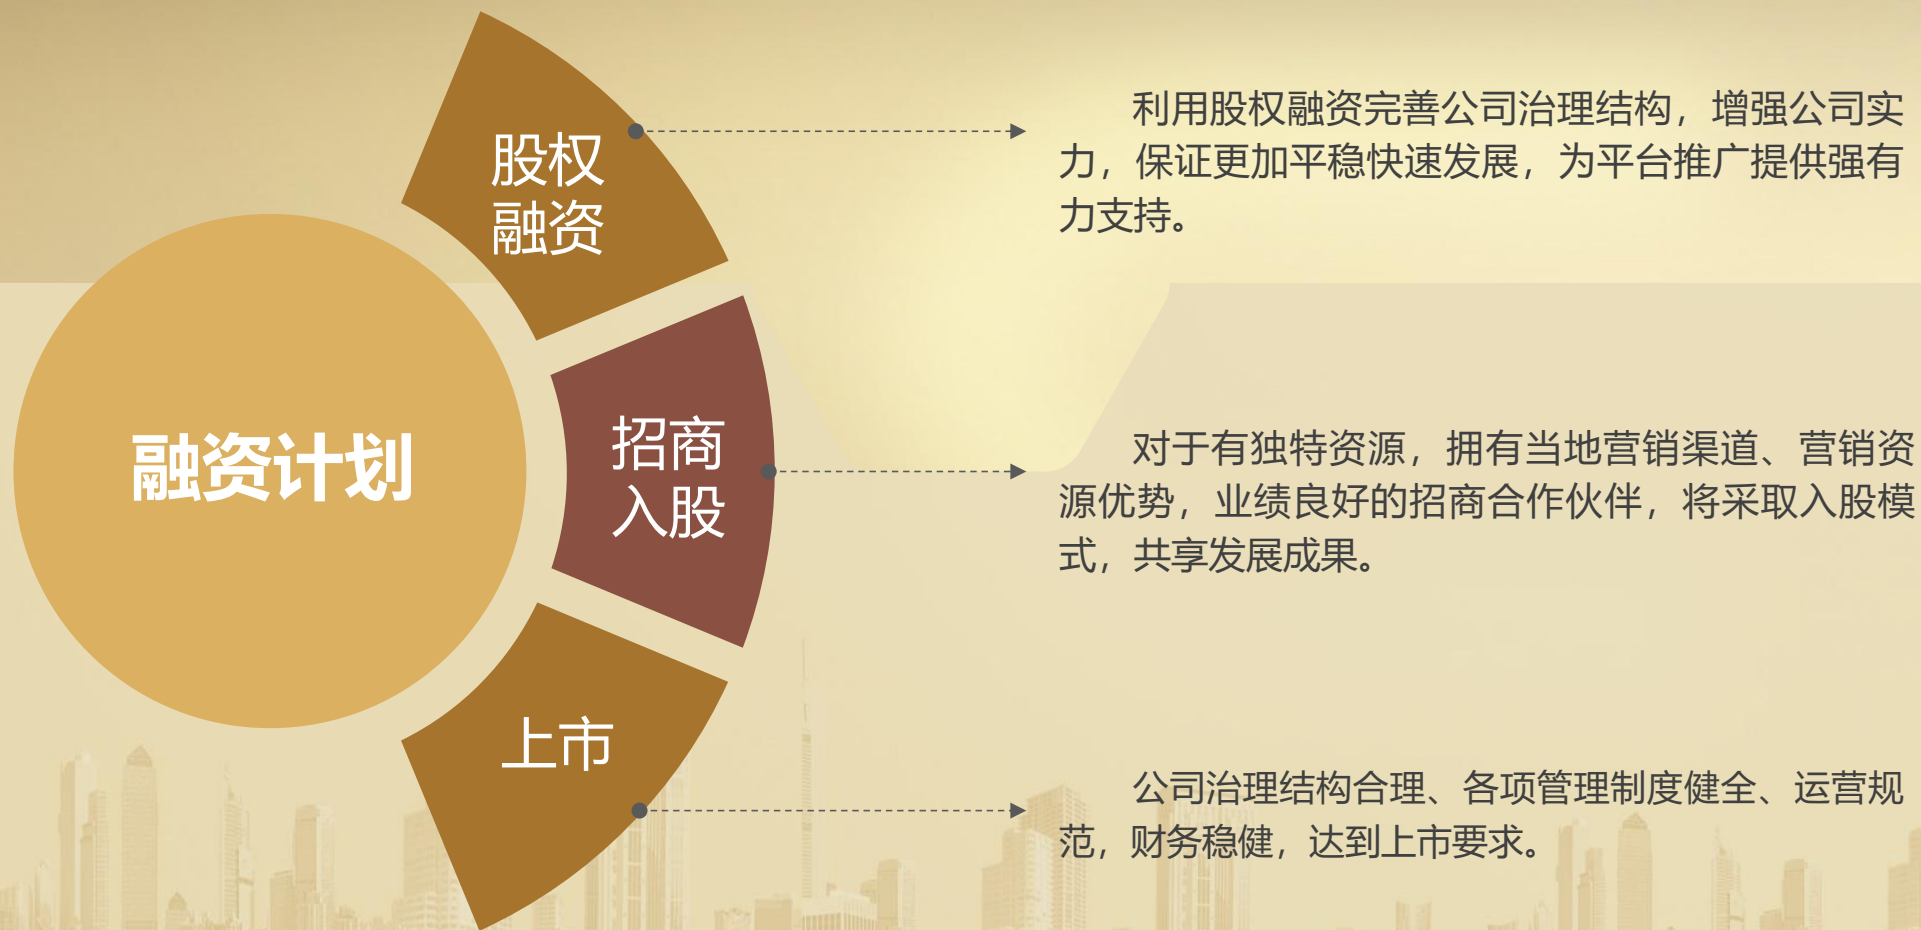 融资计划
股权
融资
利用股权融资完善公司治理结构，增强公司实
力，保证更加平稳快速发展，为平台推广提供强有
力支持。
招商
入股
对于有独特资源，拥有当地营销渠道、营销资
源优势，业绩良好的招商合作伙伴，将采取入股模
式，共享发展成果。
上市
公司治理结构合理、各项管理制度健全、运营规
范，财务稳健，达到上市要求。